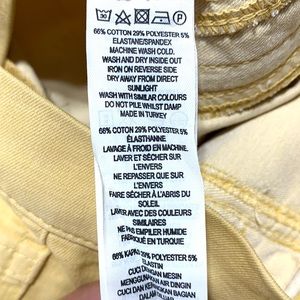 66% COTTON 29% POLYESTER 5%
ELASTANE/SPANDEX
MACHINE WASH COLD.
WASH AND DRY INSIDE OUT
IRON ON REVERSE SIDE
DRY AWAY FROM DIRECT
SUNLIGHT
WASH WITH SIMILAR COLOURS
DO NOT PILE WHILST DAMP
MADE IN TURKEY
66% COTON 29% POLYESTER 5%
ÉLASTHANNE
LAVAGE À FROID EN MACHINE.
LAVER ET SÉCHER SUR
L'ENVERS
NE REPASSER QUE SUR
L'ENVERS
FAIRE SÉCHER À L'ABRIS DU
SOLEIL
LAVER AVEC DES COULEURS
SIMILAIRES
NE PAS EMPILER HUMIDE
FABRIQUÉ EN TURQUIE
66% KAPAS 29% POLYESTER 5%
ELASTIN
CUCI DENGAN MESIN
MENGGUNAKAN AIR DINGIN
CUCI DAN KERINGKAN BAGIAN